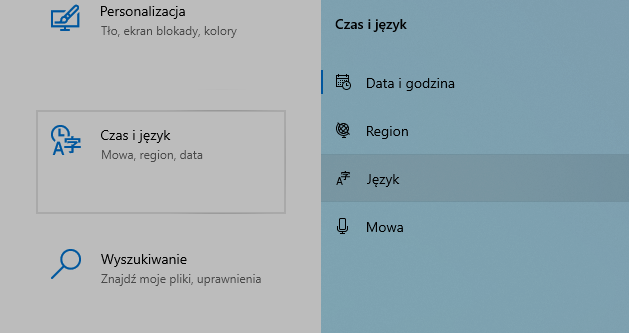 Personalizacja
Tło, ekran blokady, kolory
Czas i język
Mowa, region, data
Wyszukiwanie
Znajdź moje pliki, uprawnienia
Czas i język
Data i godzina
Region
Język
Mowa